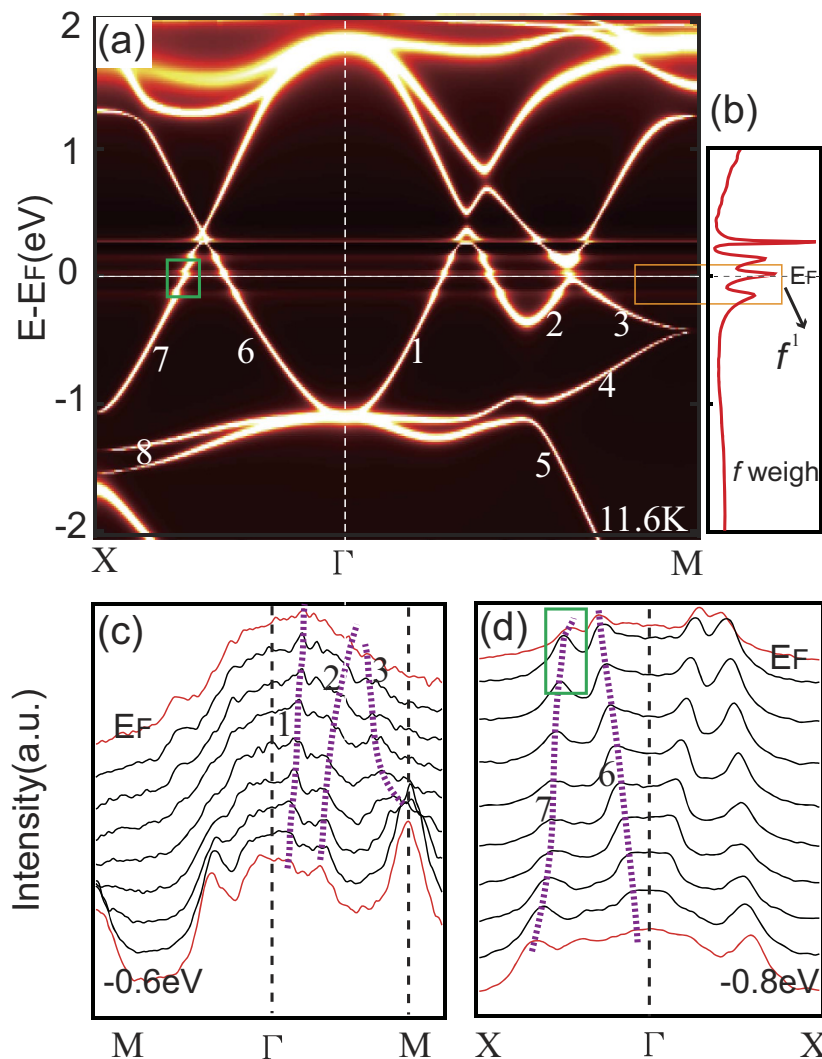 (a)
2
1
0
-1
-2
E-EF(eV)
7
6
1
2
3
4
5
8
11.6K
X Γ M
(b)
EF
f1
f weigh
(c)
EF
1
2
3
-0.6eV
M Γ M
Intensity(a.u.)
(d)
EF
7
6
-0.8eV
X Γ X